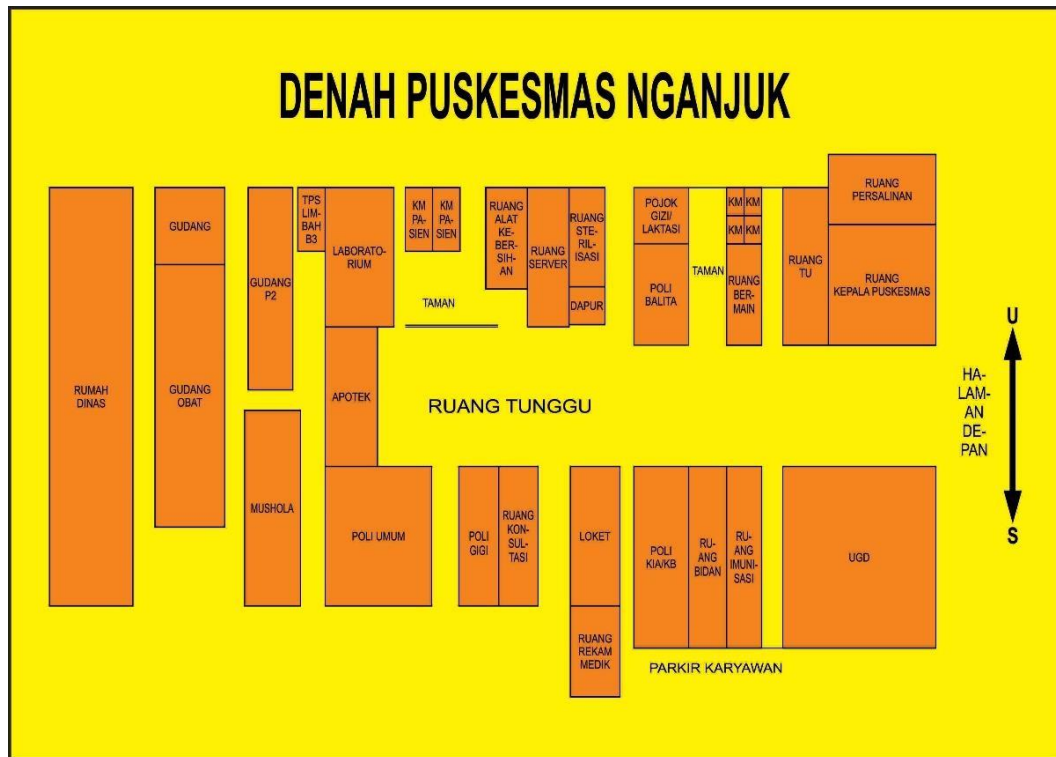 DENAH PUSKESMAS NGANJUK
RUMAH
DINAS
GUDANG
GUDANG
OBAT
GUDANG
P2
MUSHOLA
TPS
LIM-
BAH
B3
LABORATO-
RIUM
APOTEK
POLI UMUM
KM
PA-
SIEN
KM
PA-
SIEN
TAMAN
RUANG
ALAT
KE-
BER-
SIH-
AN
RUANG
SERVER
RUANG
STE-
RIL-
ISASI
DAPUR
RUANG TUNGGU
POLI
GIGI
RUANG
KON-
SUL-
TASI
LOKET
RUANG
REKAM
MEDIK
POJOK
GIZI/
LAKTASI
POLI
BALITA
TAMAN
KM
KM
KM
KM
RUANG
BER-
MAIN
RUANG
TU
RUANG
PERSALINAN
RUANG
KEPALA PUSKESMAS
POLI
KIA/KB
RU-
ANG
BIDAN
RU-
ANG
IMUNI-
SASI
UGD
PARKIR KARYAWAN
HA-
LAM-
AN
DE-
PAN
U
S